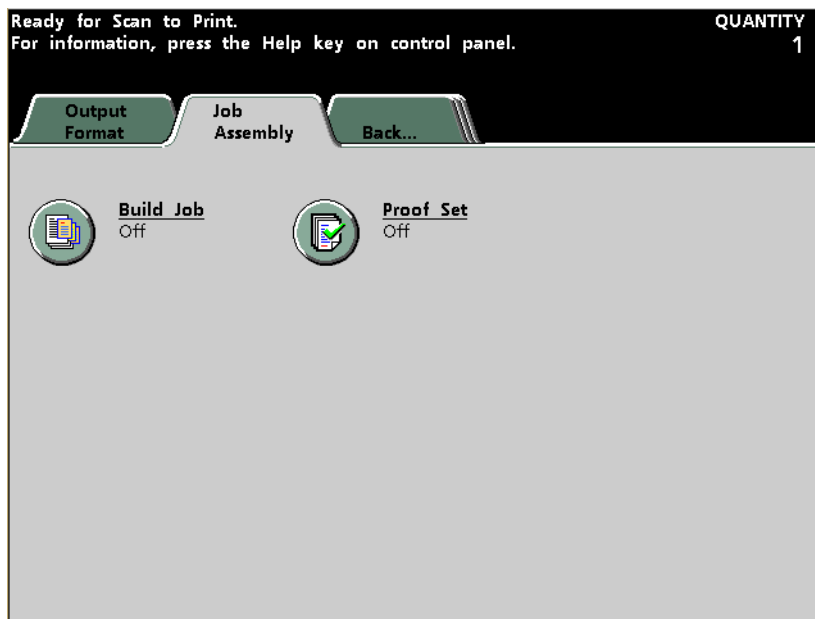 Ready for Scan to Print.
For information, press the Help key on control panel.
QUANTITY
1
Output
Format
Job
Assembly
Back...
Build Job
Off
Proof Set
Off